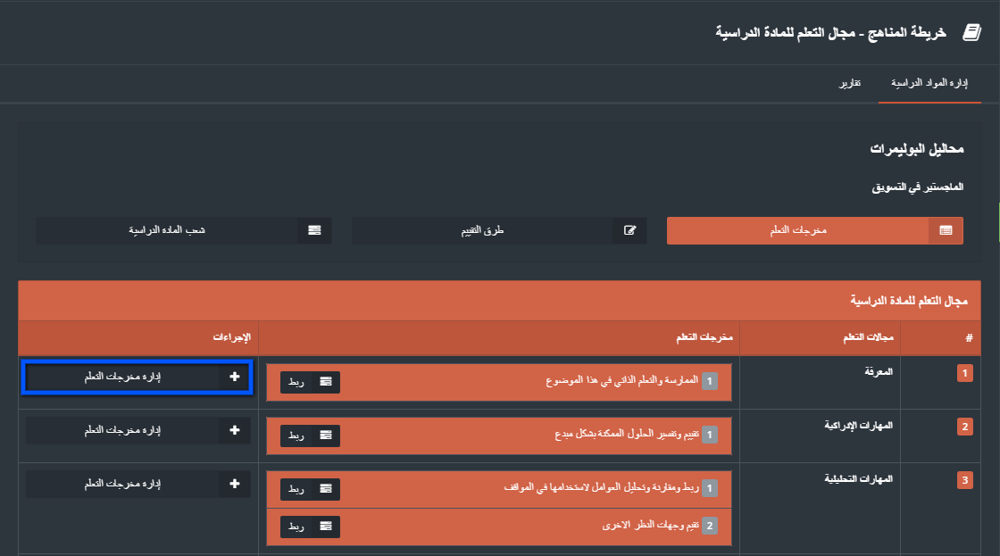 خريطة المناهج - مجال التعلم للمادة الدراسية
إدارة المواد الدراسية
تقارير
محاليل البوليمرات
الماجستير في التسويق
مخرجات التعلم
طرق التقييم
شعب المادة الدراسية
مجال التعلم للمادة الدراسية
# مجالات التعلم مخرجات التعلم الإجراءات
1 المعرفة
1 الممارسة والتعلم الذاتي في هذا الموضوع ربط
إدارة مخرجات التعلم
2 المهارات الإدراكية
1 تقييم وتفسير الحلول الممكنة بشكل مبدع ربط
إدارة مخرجات التعلم
3 المهارات التحليلية
1 ربط ومقارنة وتحليل العوامل لاستخدامها في المواقف ربط
2 تقيم وجهات النظر الاخرى ربط
إدارة مخرجات التعلم